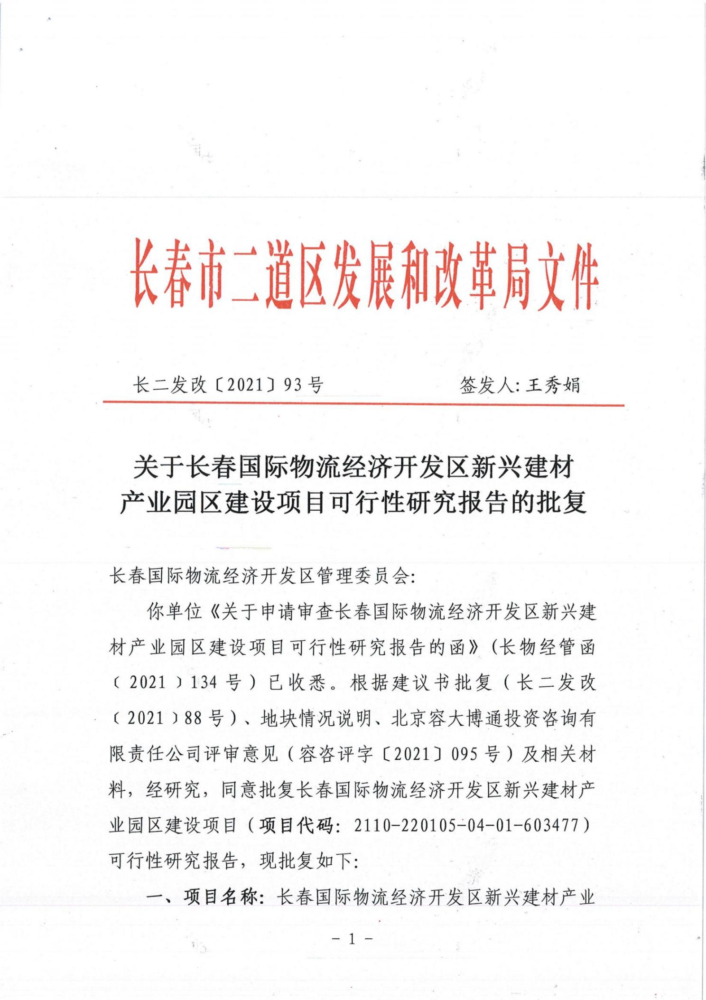 长春市二道区发展和改革局文件
长二发改〔2021〕93号 签发人:王秀娟
关于长春国际物流经济开发区新兴建材
产业园区建设项目可行性研究报告的批复
长春国际物流经济开发区管理委员会:
你单位《关于申请审查长春国际物流经济开发区新兴建
材产业园区建设项目可行性研究报告的函》(长物经管函
〔2021〕134号)已收悉。根据建议书批复(长二发改
〔2021〕88号)、地块情况说明、北京容大博通投资咨询有
限责任公司评审意见(容咨评字〔2021〕095号)及相关材
料,经研究,同意批复长春国际物流经济开发区新兴建材产
业园区建设项目(项目代码:2110-220105-04-01-603477)
可行性研究报告,现批复如下:
一、项目名称:长春国际物流经济开发区新兴建材产业
- 1 -